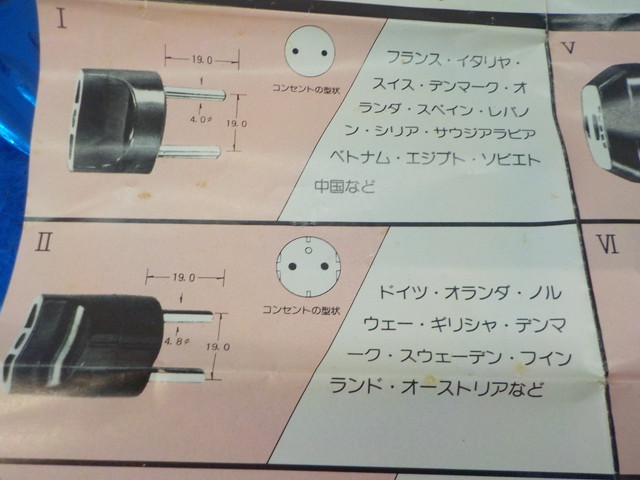 I
19.0
4.0φ
19.0
コンセントの型状
フランス・イタリヤ・
スイス・デンマーク・オ
ランダ・スペイン・レバノ
ン・シリア・サウジアラビア
ベトナム・エジプト・ソビエト
中国など
V
II
19.0
4.8φ
19.0
コンセントの型状
ドイツ・オランダ・ノル
ウェー・ギリシャ・デンマ
ーク・スウェーデン・フイン
ランド・オーストリアなど
VI